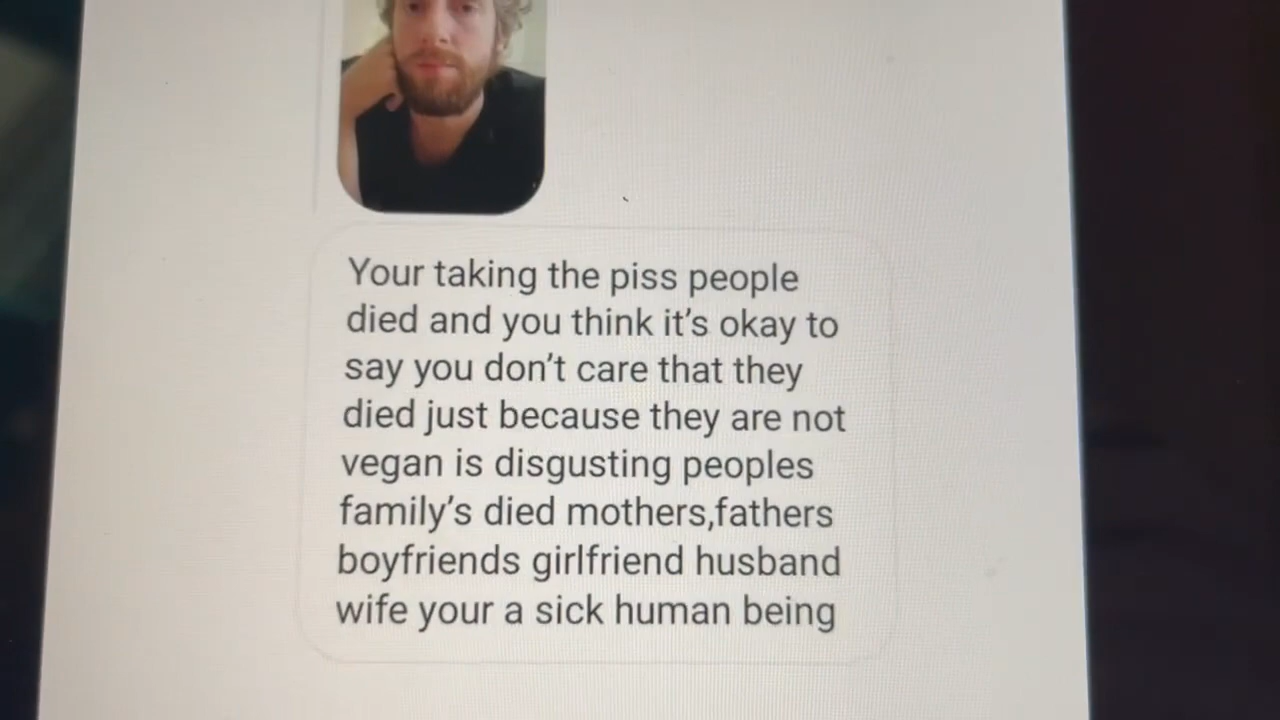 Your taking the piss people
died and you think it's okay to
say you don't care that they
died just because they are not
vegan is disgusting peoples
family's died mothers,fathers
boyfriends girlfriend husband
wife your a sick human being